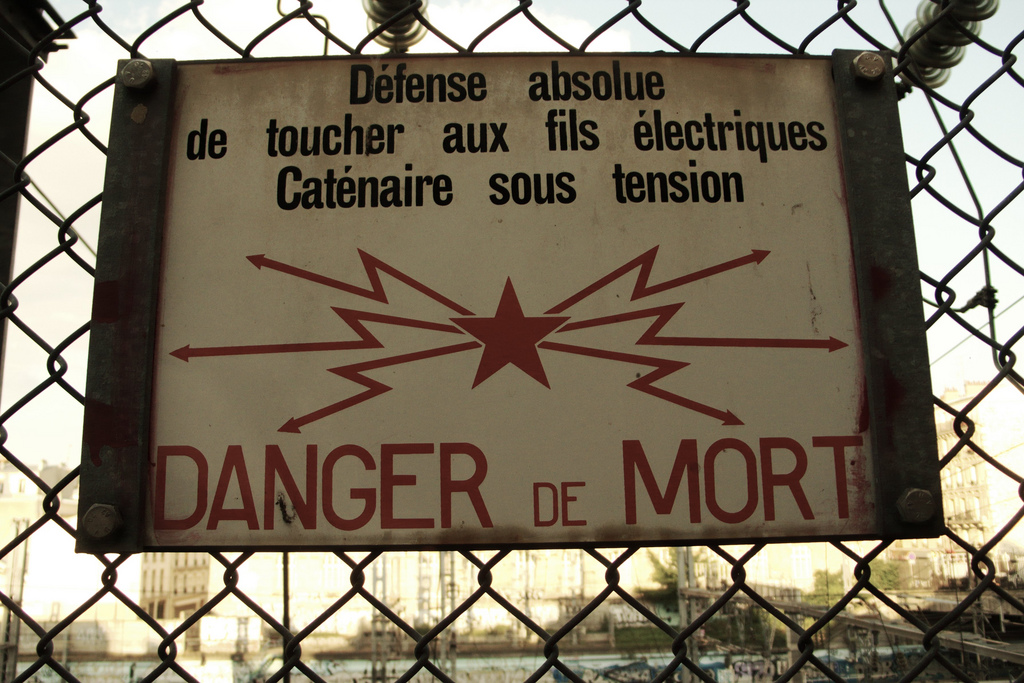 Défense absolue
de toucher aux fils électriques
Caténaire sous tension
DANGER DE MORT